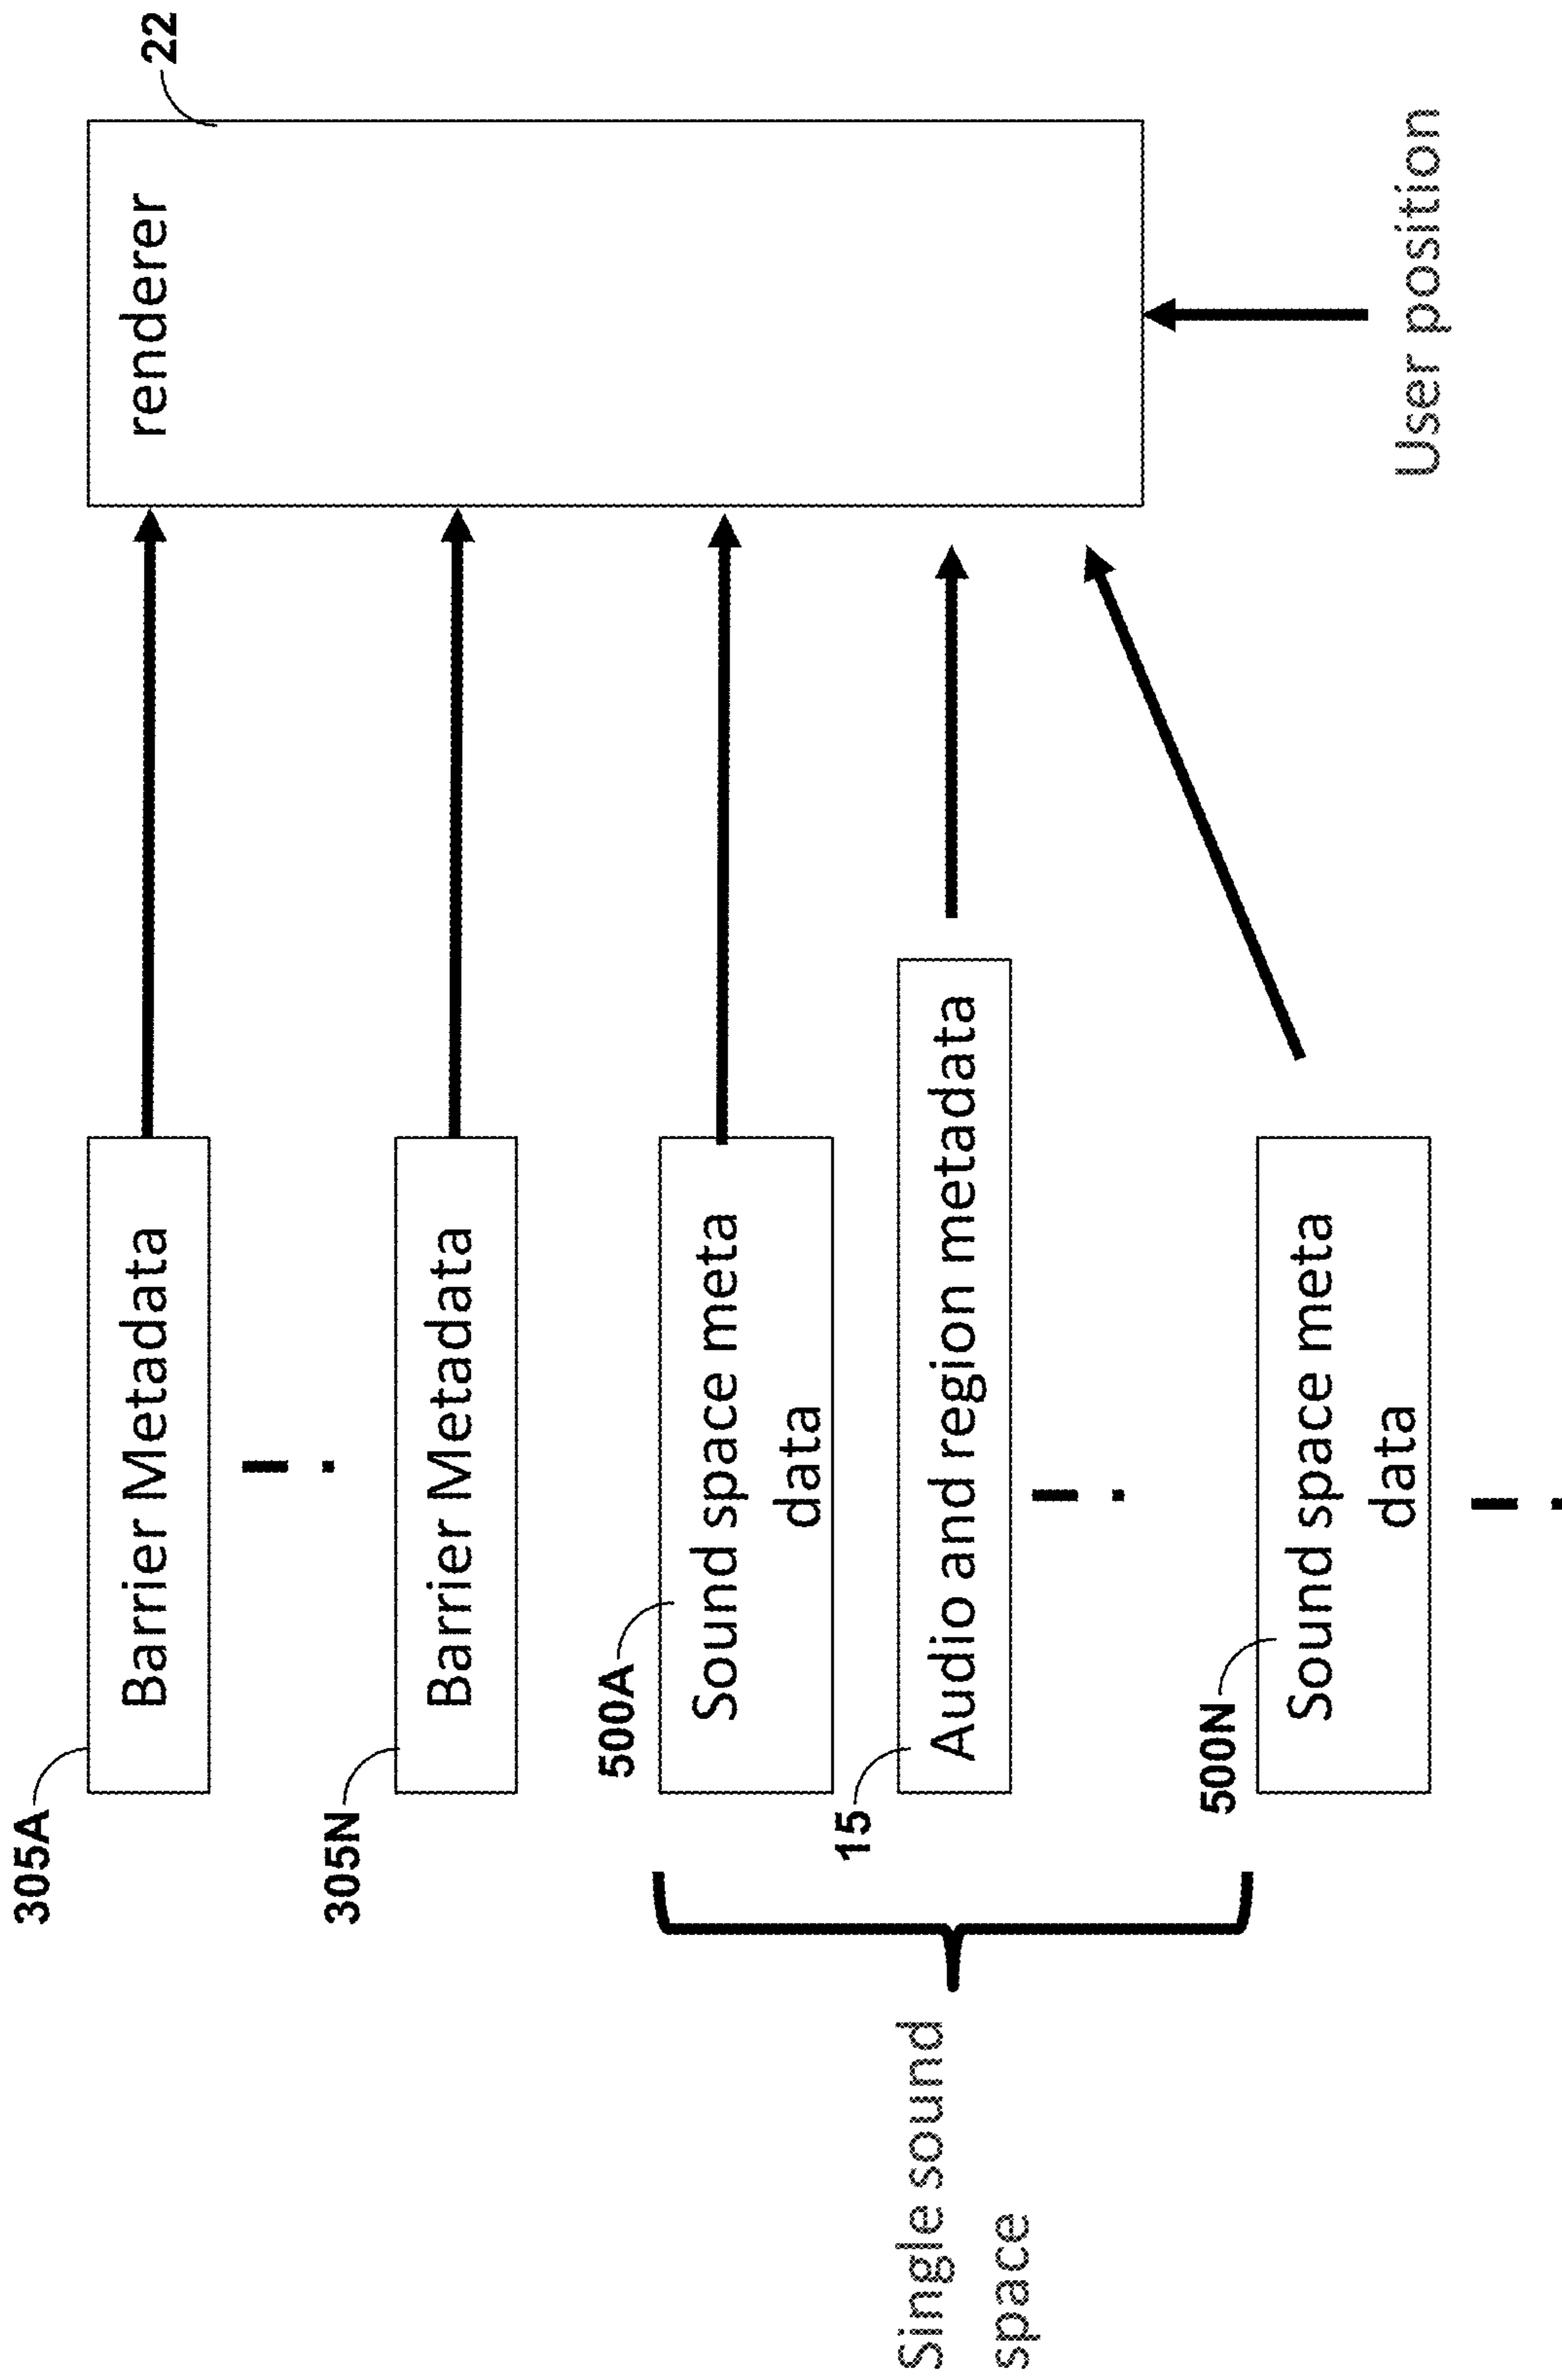 305A
Barrier Metadata
renderer
22
305N
Barrier Metadata
500A
Sound space meta
data
15
Audio and region metadata
Single sound
space
500N
Sound space meta
data
User position